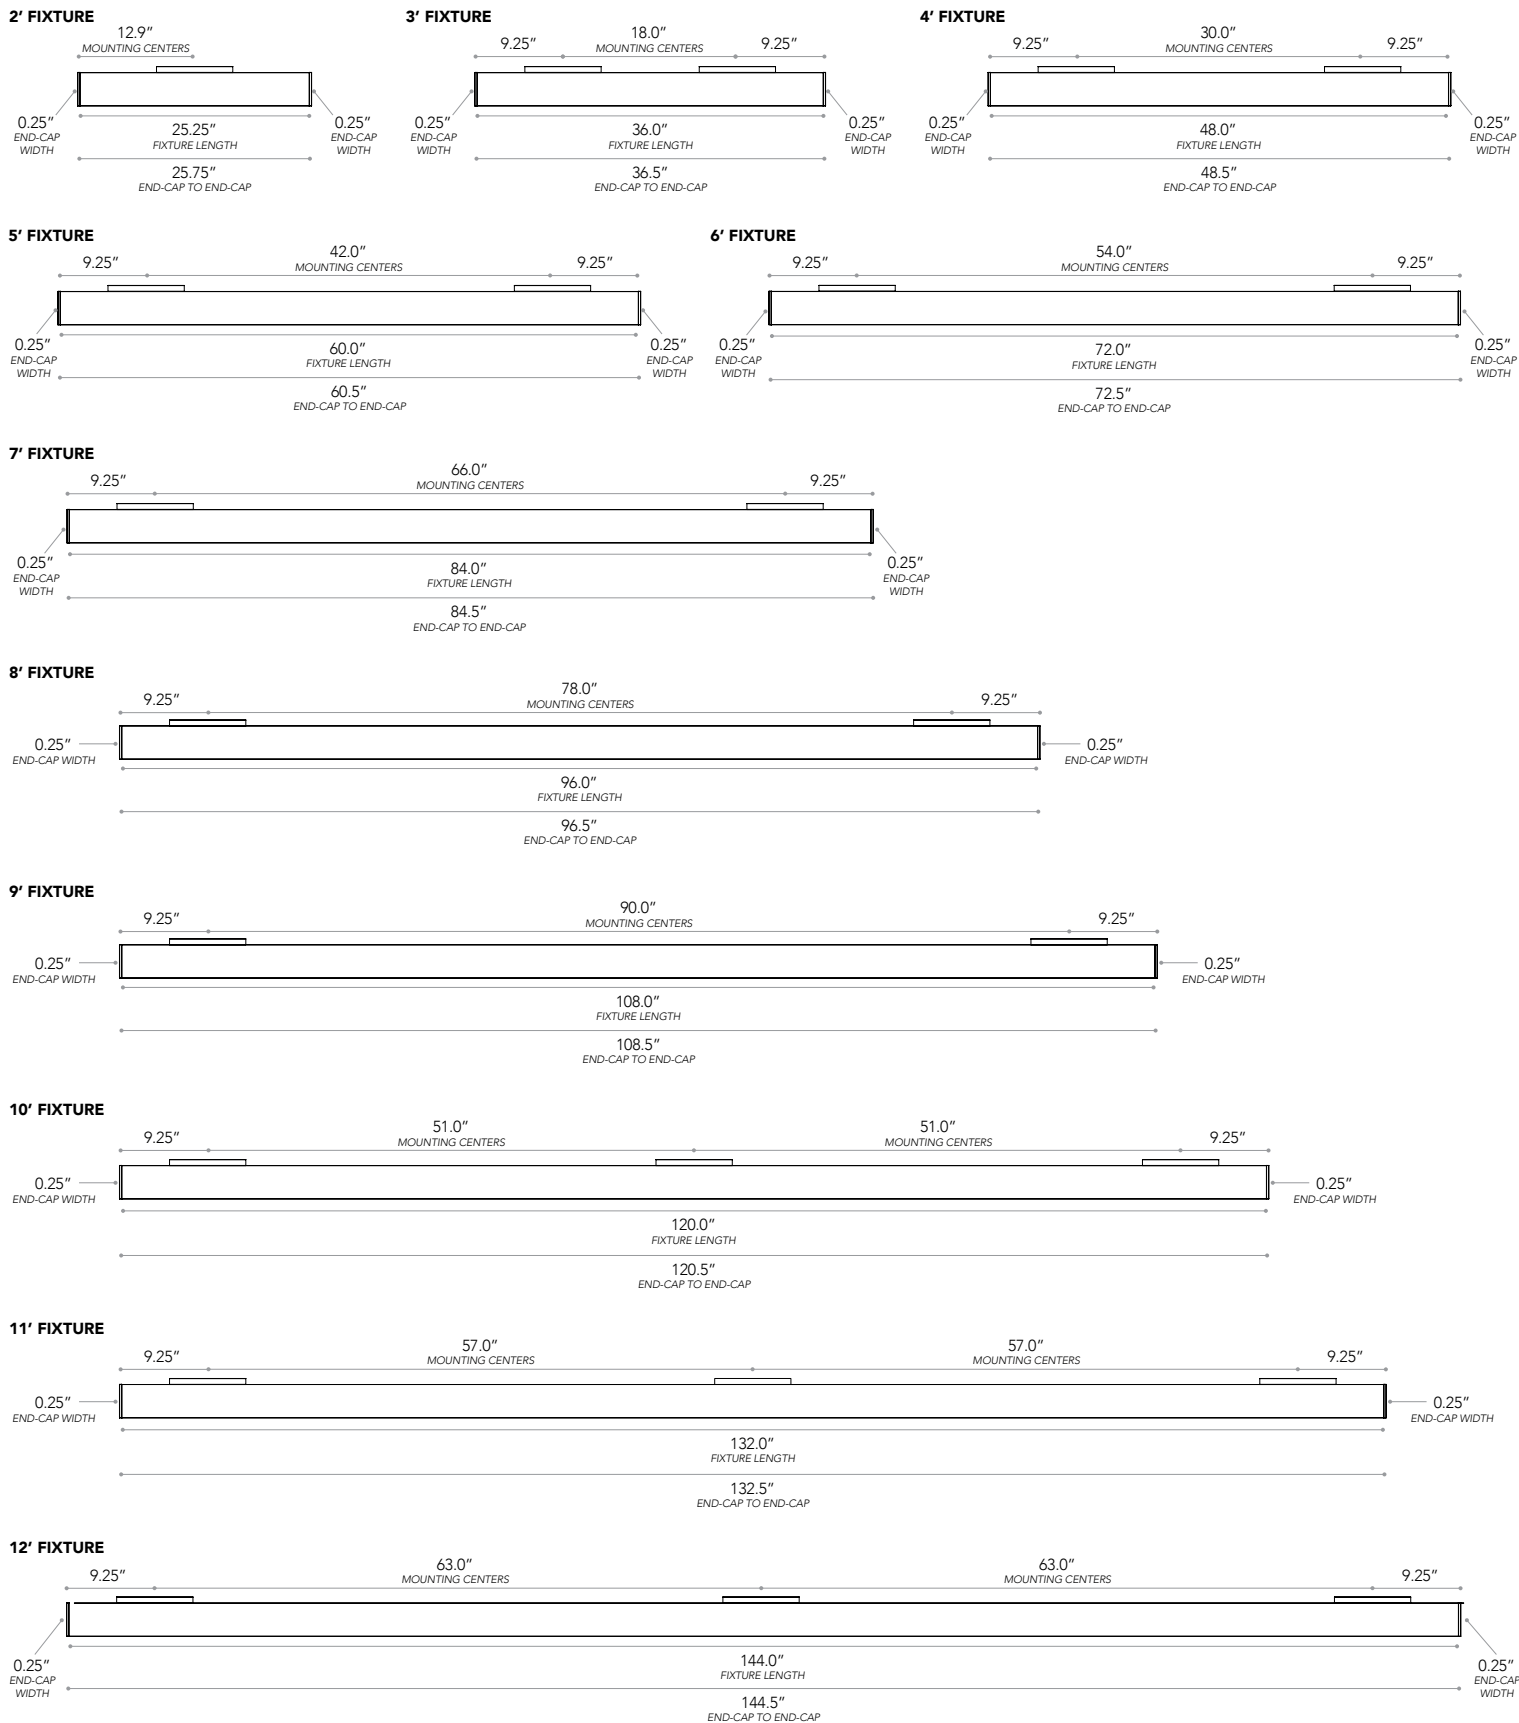 2’ FIXTURE
12.9”
MOUNTING CENTERS
0.25”
END-CAP
WIDTH
0.25”
END-CAP
WIDTH
25.25”
FIXTURE LENGTH
25.75”
END-CAP TO END-CAP
3’ FIXTURE
9.25”
18.0”
MOUNTING CENTERS
9.25”
0.25”
END-CAP
WIDTH
0.25”
END-CAP
WIDTH
36.0”
FIXTURE LENGTH
36.5”
END-CAP TO END-CAP
4’ FIXTURE
9.25”
30.0”
MOUNTING CENTERS
9.25”
0.25”
END-CAP
WIDTH
0.25”
END-CAP
WIDTH
48.0”
FIXTURE LENGTH
48.5”
END-CAP TO END-CAP
5’ FIXTURE
9.25”
42.0”
MOUNTING CENTERS
9.25”
0.25”
END-CAP
WIDTH
0.25”
END-CAP
WIDTH
60.0”
FIXTURE LENGTH
60.5”
END-CAP TO END-CAP
6’ FIXTURE
9.25”
54.0”
MOUNTING CENTERS
9.25”
0.25”
END-CAP
WIDTH
0.25”
END-CAP
WIDTH
72.0”
FIXTURE LENGTH
72.5”
END-CAP TO END-CAP
7’ FIXTURE
9.25”
66.0”
MOUNTING CENTERS
9.25”
0.25”
END-CAP
WIDTH
0.25”
END-CAP
WIDTH
84.0”
FIXTURE LENGTH
84.5”
END-CAP TO END-CAP
8’ FIXTURE
9.25”
78.0”
MOUNTING CENTERS
9.25”
0.25”
END-CAP WIDTH
0.25”
END-CAP WIDTH
96.0”
FIXTURE LENGTH
96.5”
END-CAP TO END-CAP
9’ FIXTURE
9.25”
90.0”
MOUNTING CENTERS
9.25”
0.25”
END-CAP WIDTH
0.25”
END-CAP WIDTH
108.0”
FIXTURE LENGTH
108.5”
END-CAP TO END-CAP
10’ FIXTURE
9.25”
51.0”
MOUNTING CENTERS
51.0”
MOUNTING CENTERS
9.25”
0.25”
END-CAP WIDTH
0.25”
END-CAP WIDTH
120.0”
FIXTURE LENGTH
120.5”
END-CAP TO END-CAP
11’ FIXTURE
9.25”
57.0”
MOUNTING CENTERS
57.0”
MOUNTING CENTERS
9.25”
0.25”
END-CAP WIDTH
0.25”
END-CAP WIDTH
132.0”
FIXTURE LENGTH
132.5”
END-CAP TO END-CAP
12’ FIXTURE
9.25”
63.0”
MOUNTING CENTERS
63.0”
MOUNTING CENTERS
9.25”
0.25”
END-CAP
WIDTH
0.25”
END-CAP
WIDTH
144.0”
FIXTURE LENGTH
144.5”
END-CAP TO END-CAP